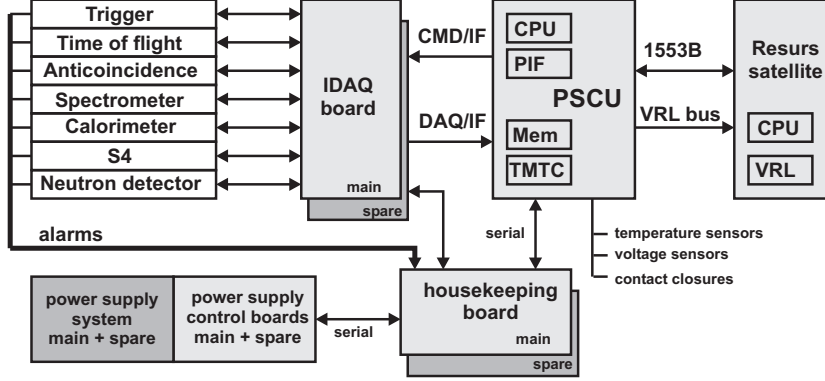 Trigger
Time of flight
Anticoincidence
Spectrometer
Calorimeter
S4
Neutron detector
IDAQ
board
main
spare
CMD/IF
DAQ/IF
CPU
PIF
PSCU
Mem
TMTC
1553B
VRL bus
Resurs
satellite
CPU
VRL
alarms
serial
temperature sensors
voltage sensors
contact closures
power supply
system
main + spare
power supply
control boards
main + spare
serial
housekeeping
board
main
spare